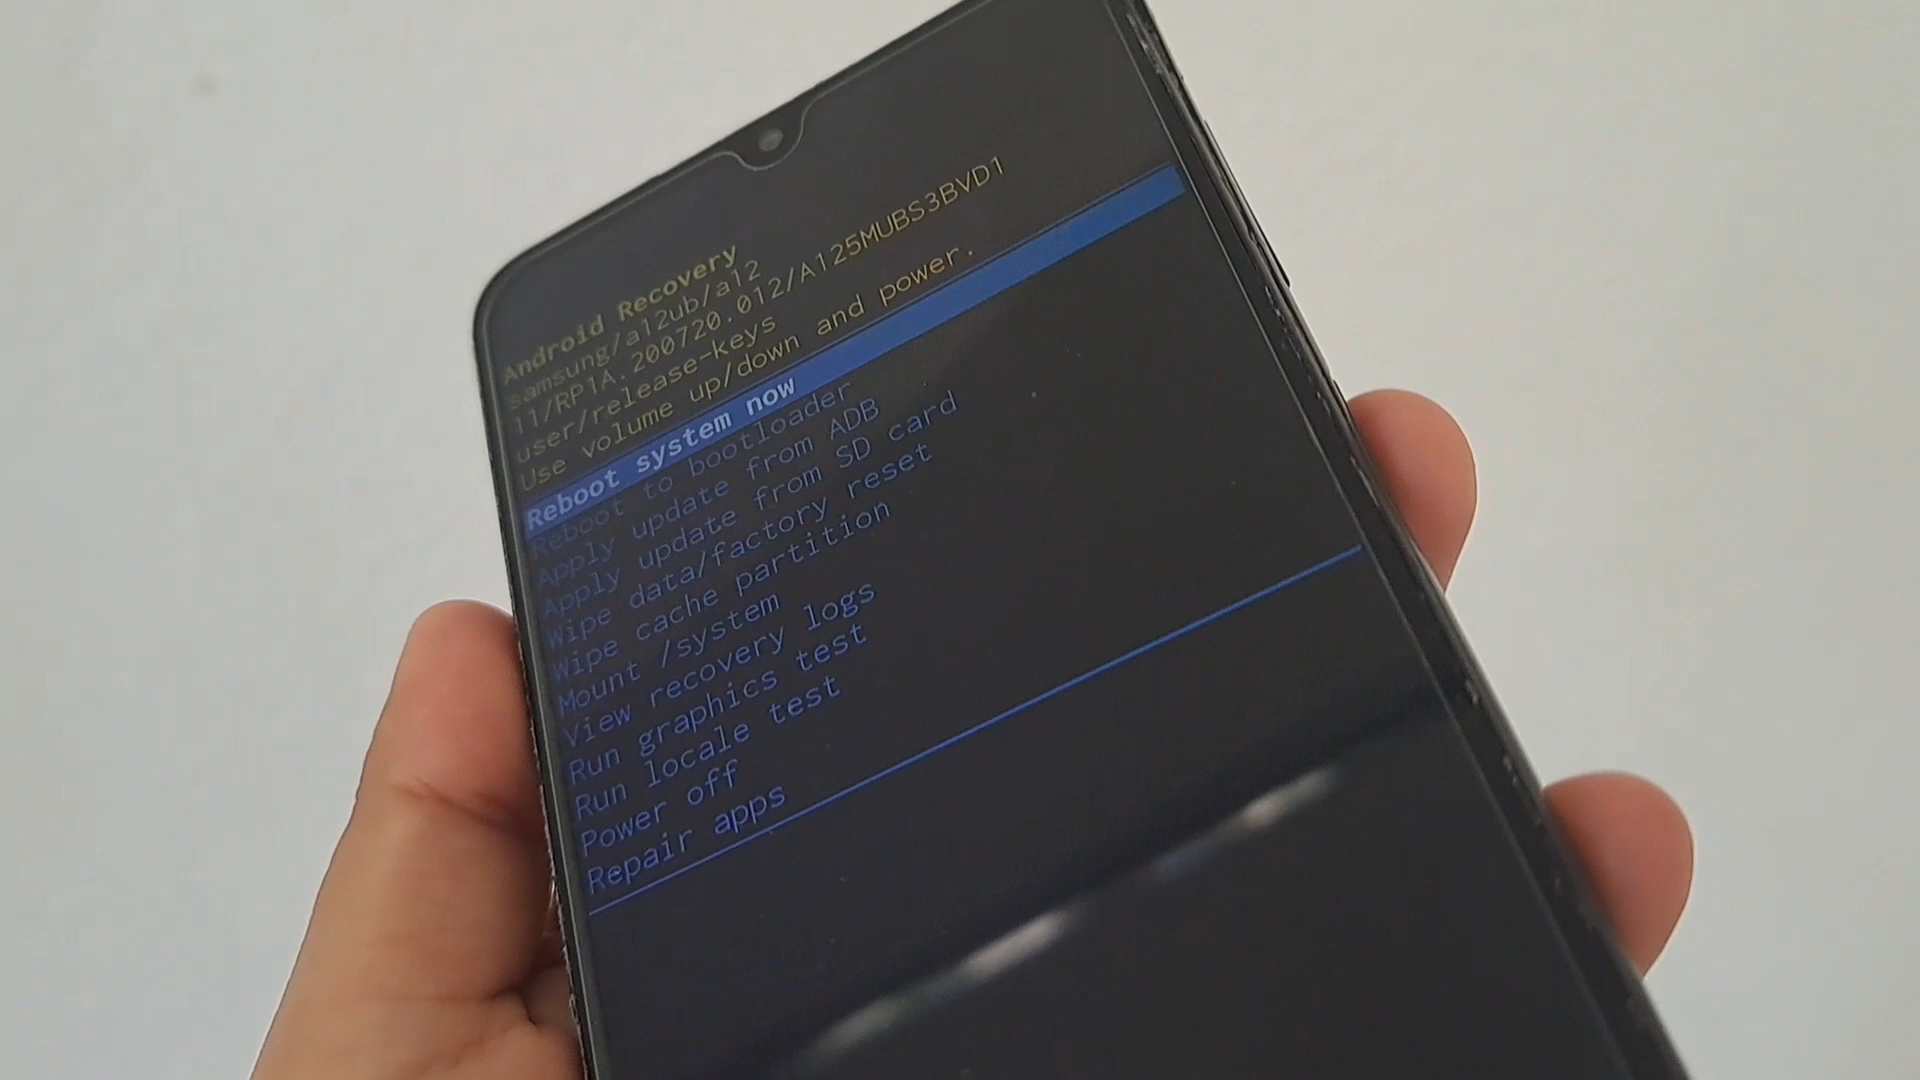 Android Recovery
samsung/a12ub/a12
11/RP1A.200720.012/A125MUBS3BVD1
user/release-keys
Use volume up/down and power.
Reboot system now
Reboot to bootloader
Apply update from ADB
Apply update from SD card
Wipe data/factory reset
Wipe cache partition
Mount /system
View recovery logs
Run graphics test
Run locale test
Power off
Repair apps